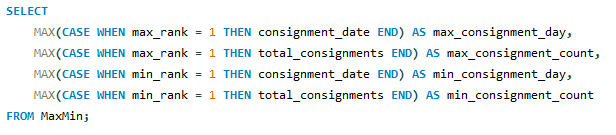 SELECT
    MAX(CASE WHEN max_rank = 1 THEN consignment_date END) AS max_consignment_day,
    MAX(CASE WHEN max_rank = 1 THEN total_consignments END) AS max_consignment_count,
    MAX(CASE WHEN min_rank = 1 THEN consignment_date END) AS min_consignment_day,
    MAX(CASE WHEN min_rank = 1 THEN total_consignments END) AS min_consignment_count
FROM MaxMin;